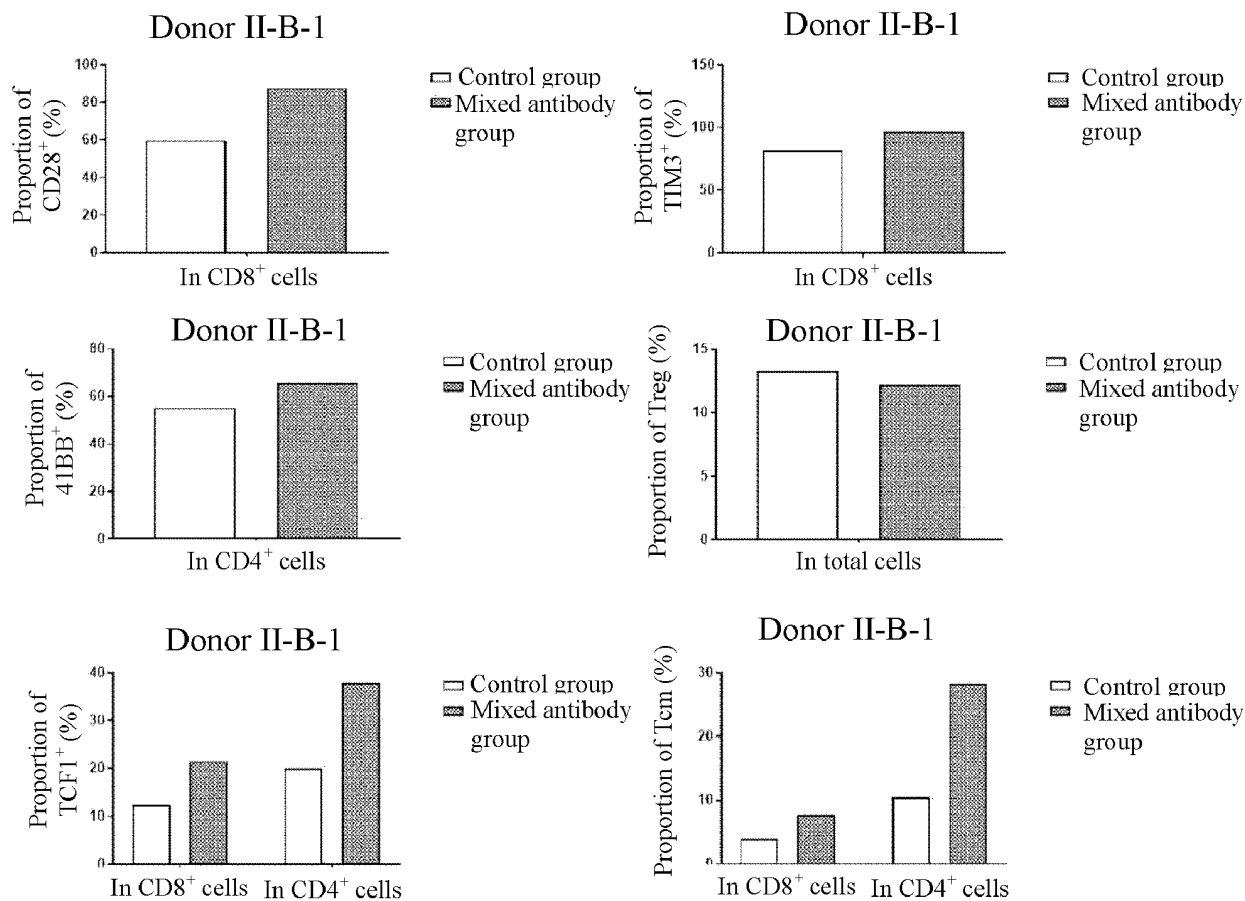 Donor II-B-1
Proportion of
CD28⁺ (%)
100
80
60
40
20
0
In CD8⁺ cells
Control group
Mixed antibody
group
Donor II-B-1
Proportion of
TIM3⁺ (%)
150
100
50
0
In CD8⁺ cells
Control group
Mixed antibody
group
Donor II-B-1
Proportion of
41BB⁺ (%)
80
60
40
20
0
In CD4⁺ cells
Control group
Mixed antibody
group
Donor II-B-1
Proportion of Treg (%)
15
10
5
0
In total cells
Control group
Mixed antibody
group
Donor II-B-1
Proportion of
TCF1⁺ (%)
40
30
20
10
0
In CD8⁺ cells
In CD4⁺ cells
Control group
Mixed antibody
group
Donor II-B-1
Proportion of Tcm (%)
30
20
10
0
In CD8⁺ cells
In CD4⁺ cells
Control group
Mixed antibody
group